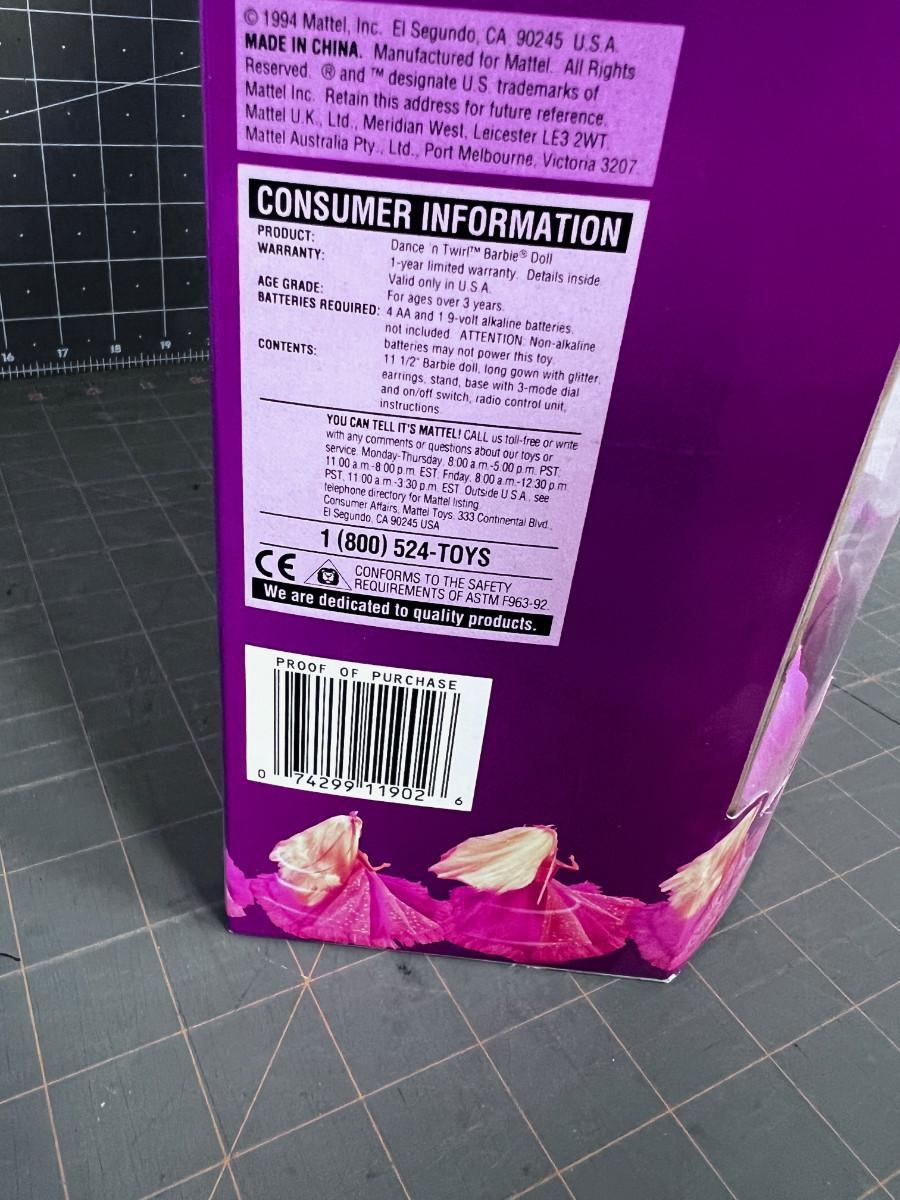 © 1994 Mattel, Inc. El Segundo, CA 90245 U.S.A.
MADE IN CHINA. Manufactured for Mattel. All Rights
Reserved. ® and ™ designate U.S. trademarks of
Mattel Inc. Retain this address for future reference.
Mattel U.K., Ltd., Meridian West, Leicester LE3 2WT.
Mattel Australia Pty., Ltd., Port Melbourne, Victoria 3207.
CONSUMER INFORMATION
PRODUCT: Dance 'n Twirl™ Barbie® Doll
WARRANTY: 1-year limited warranty. Details inside.
Valid only in U.S.A.
AGE GRADE: For ages over 3 years.
BATTERIES REQUIRED: 4 AA and 1 9-volt alkaline batteries,
not included. ATTENTION: Non-alkaline
batteries may not power this toy.
CONTENTS: 11 1/2" Barbie doll, long gown with glitter,
earrings, stand, base with 3-mode dial
and on/off switch, radio control unit,
instructions.
YOU CAN TELL IT'S MATTEL! CALL us toll-free or write
with any comments or questions about our toys or
service. Monday-Thursday, 8:00 a.m.-5:00 p.m. PST,
11:00 a.m.-8:00 p.m. EST. Friday, 8:00 a.m.-12:30 p.m.
PST, 11:00 a.m.-3:30 p.m. EST. Outside U.S.A., see
telephone directory for Mattel listing.
Consumer Affairs, Mattel Toys, 333 Continental Blvd.,
El Segundo, CA 90245 USA
1 (800) 524-TOYS
CE CONFORMS TO THE SAFETY
REQUIREMENTS OF ASTM F963-92.
We are dedicated to quality products.
PROOF OF PURCHASE
0 74299 11902 6
16 17 18 19